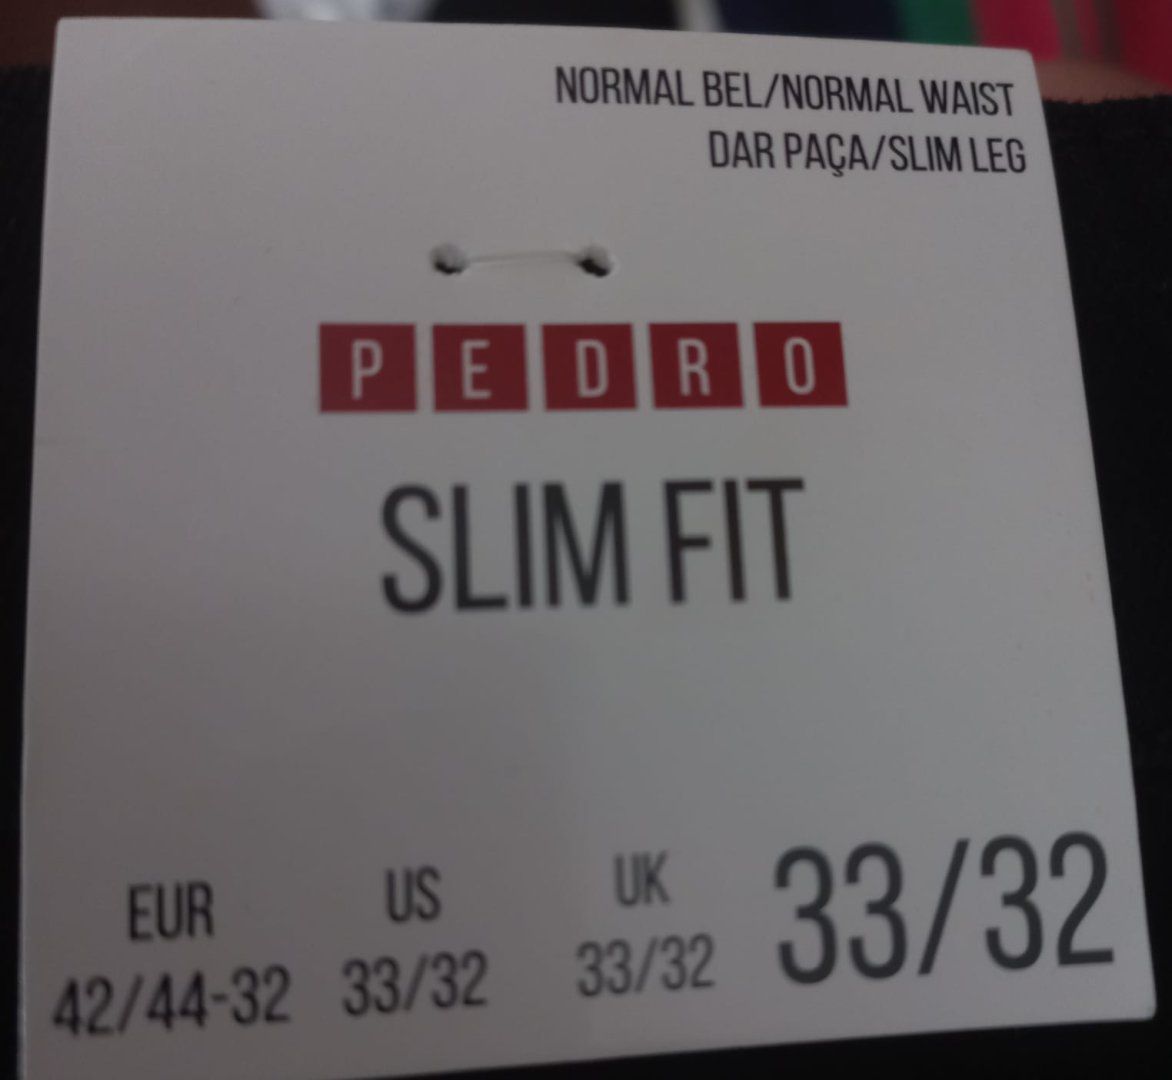 NORMAL BEL/NORMAL WAIST
DAR PAÇA/SLIM LEG
PEDRO
SLIM FIT
EUR US UK 33/32
42/44-32 33/32 33/32